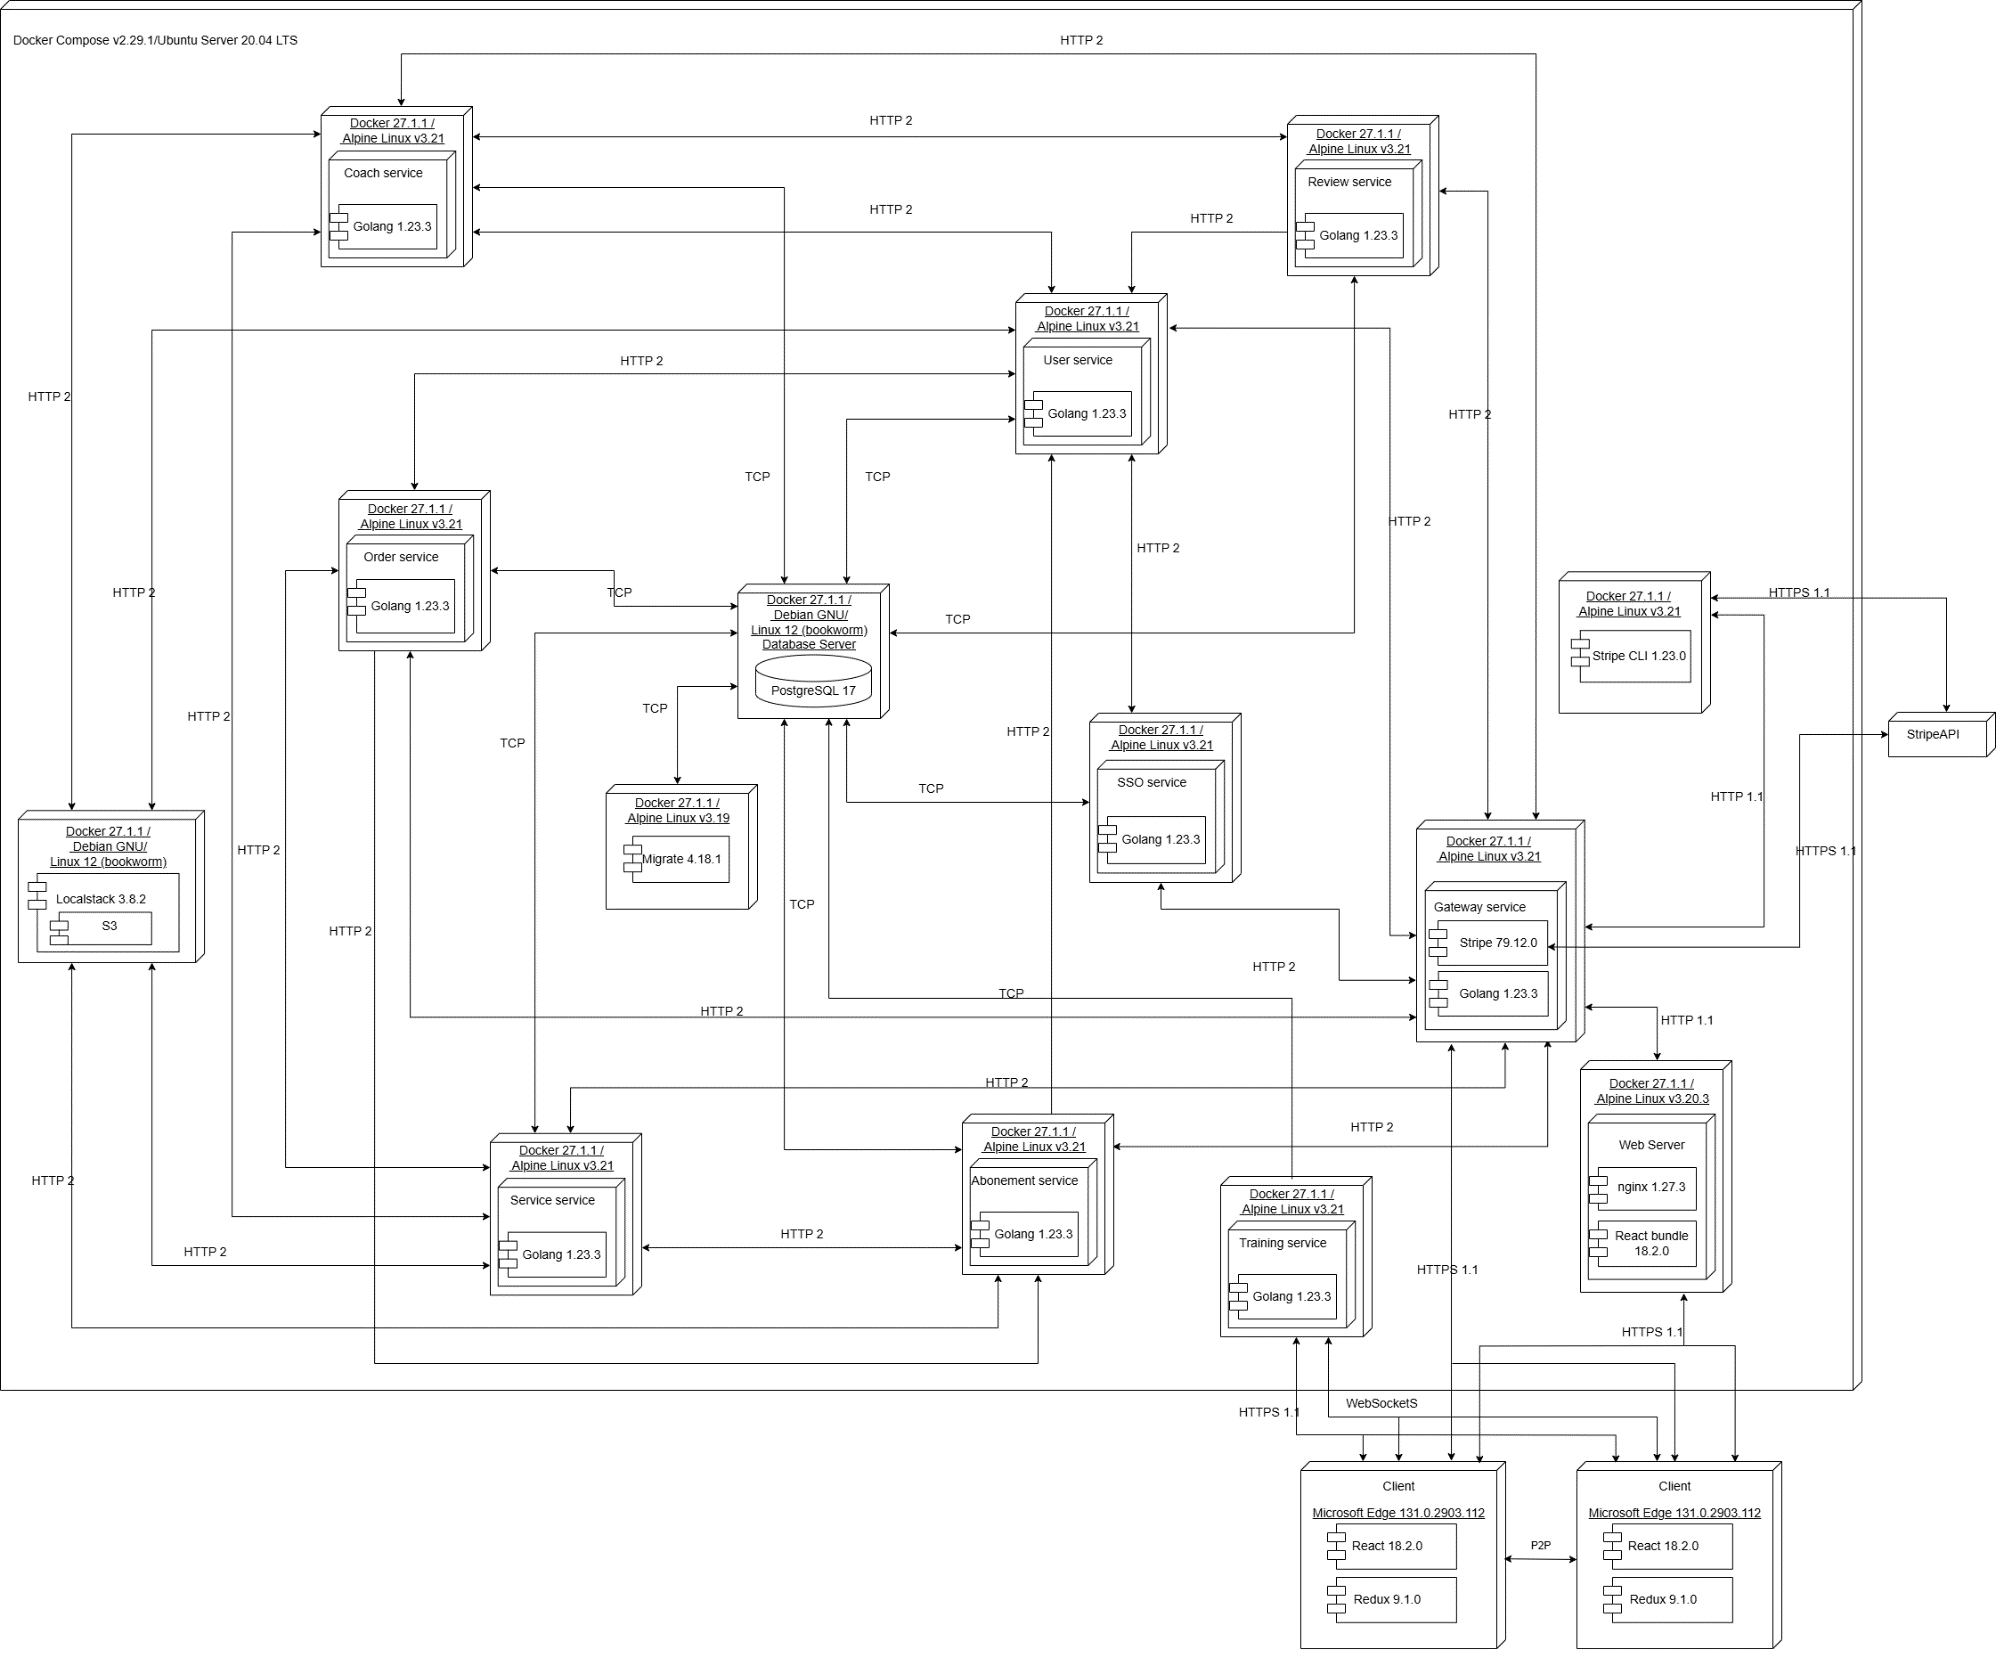 Docker Compose v2.29.1/Ubuntu Server 20.04 LTS
HTTP 2
Docker 27.1.1 /
Alpine Linux v3.21
Coach service
Golang 1.23.3
HTTP 2
Docker 27.1.1 /
Alpine Linux v3.21
Review service
Golang 1.23.3
HTTP 2
HTTP 2
Docker 27.1.1 /
Alpine Linux v3.21
User service
Golang 1.23.3
HTTP 2
HTTP 2
HTTP 2
TCP
TCP
HTTP 2
HTTP 2
Docker 27.1.1 /
Alpine Linux v3.21
Order service
Golang 1.23.3
HTTP 2
TCP
Docker 27.1.1 /
Debian GNU/
Linux 12 (bookworm)
Database Server
PostgreSQL 17
TCP
Docker 27.1.1 /
Alpine Linux v3.21
Stripe CLI 1.23.0
HTTPS 1.1
StripeAPI
HTTP 2
TCP
TCP
HTTP 2
Docker 27.1.1 /
Alpine Linux v3.21
SSO service
Golang 1.23.3
TCP
HTTP 1.1
HTTPS 1.1
Docker 27.1.1 /
Alpine Linux v3.19
Migrate 4.18.1
Docker 27.1.1 /
Debian GNU/
Linux 12 (bookworm)
Localstack 3.8.2
S3
HTTP 2
HTTP 2
TCP
Docker 27.1.1 /
Alpine Linux v3.21
Gateway service
Stripe 79.12.0
Golang 1.23.3
HTTP 2
TCP
HTTP 2
HTTP 1.1
HTTP 2
Docker 27.1.1 /
Alpine Linux v3.20.3
Web Server
nginx 1.27.3
React bundle
18.2.0
HTTP 2
Docker 27.1.1 /
Alpine Linux v3.21
Service service
Golang 1.23.3
Docker 27.1.1 /
Alpine Linux v3.21
Abonement service
Golang 1.23.3
HTTP 2
HTTP 2
HTTP 2
Docker 27.1.1 /
Alpine Linux v3.21
Training service
Golang 1.23.3
HTTPS 1.1
HTTPS 1.1
WebSocketS
HTTPS 1.1
Client
Microsoft Edge 131.0.2903.112
React 18.2.0
Redux 9.1.0
P2P
Client
Microsoft Edge 131.0.2903.112
React 18.2.0
Redux 9.1.0